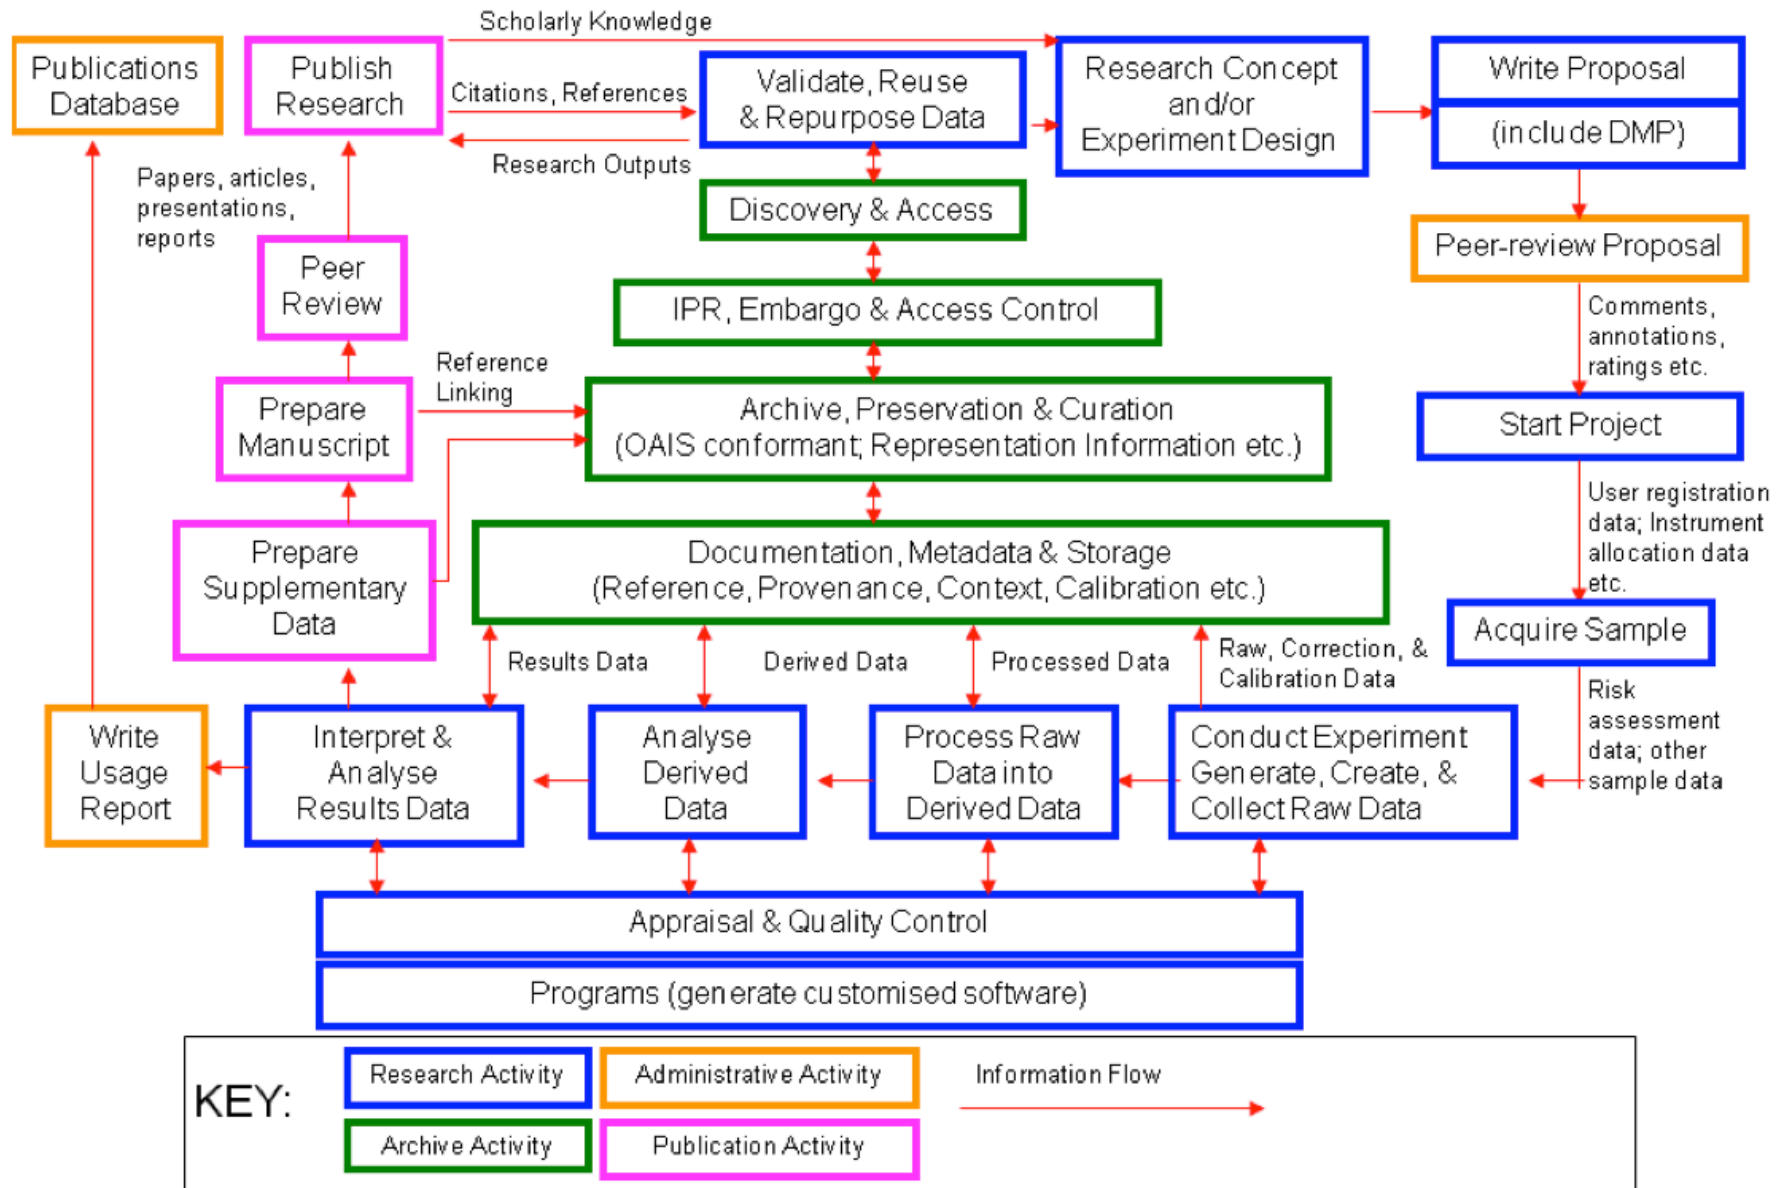 Scholarly Knowledge
Publications
Database
Publish
Research
Citations, References
Research Outputs
Validate, Reuse
& Repurpose Data
Research Concept
and/or
Experiment Design
Write Proposal
(include DMP)
Papers, articles,
presentations,
reports
Discovery & Access
Peer-review Proposal
Peer
Review
IPR, Embargo & Access Control
Comments,
annotations,
ratings etc.
Reference
Linking
Prepare
Manuscript
Archive, Preservation & Curation
(OAIS conformant; Representation Information etc.)
Start Project
User registration
data; Instrument
allocation data
etc.
Prepare
Supplementary
Data
Documentation, Metadata & Storage
(Reference, Provenance, Context, Calibration etc.)
Acquire Sample
Results Data
Derived Data
Processed Data
Raw, Correction, &
Calibration Data
Risk
assessment
data; other
sample data
Write
Usage
Report
Interpret &
Analyse
Results Data
Analyse
Derived
Data
Process Raw
Data into
Derived Data
Conduct Experiment
Generate, Create, &
Collect Raw Data
Appraisal & Quality Control
Programs (generate customised software)
KEY:
Research Activity
Administrative Activity
Information Flow
Archive Activity
Publication Activity